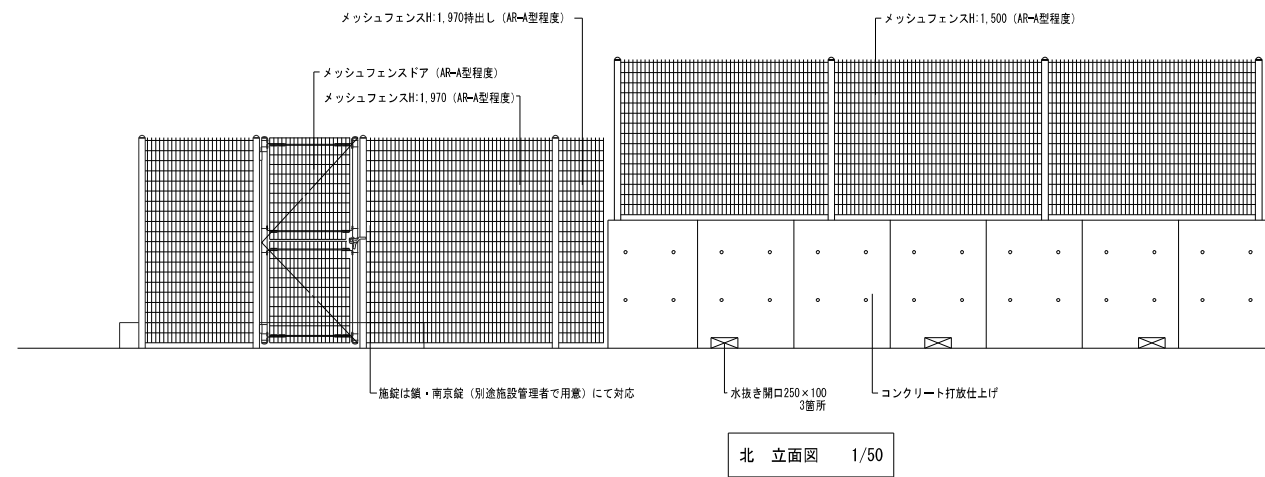 メッシュフェンスH:1,970持出し（AR-A型程度）
メッシュフェンスH:1,500（AR-A型程度）
メッシュフェンスドア（AR-A型程度）
メッシュフェンスH:1,970（AR-A型程度）
施錠は鎖・南京錠（別途施設管理者で用意）にて対応
水抜き開口250×100
3箇所
コンクリート打放仕上げ
北　立面図　1/50